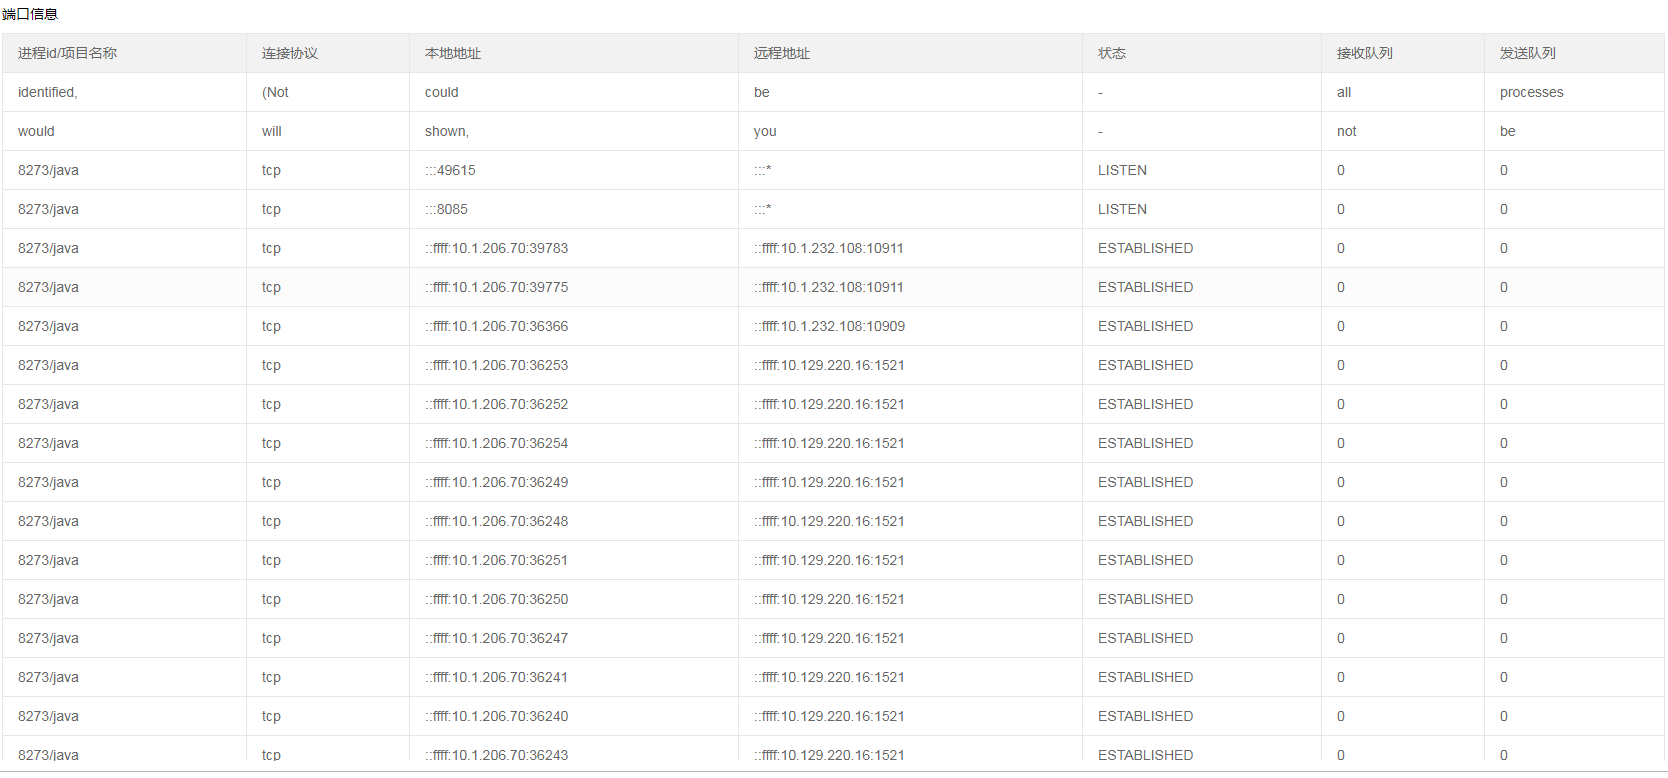 端口信息
进程id/项目名称 连接协议 本地地址 远程地址 状态 接收队列 发送队列
identified, (Not could be - all processes
would will shown, you - not be
8273/java tcp :::49615 :::* LISTEN 0 0
8273/java tcp :::8085 :::* LISTEN 0 0
8273/java tcp ::ffff:10.1.206.70:39783 ::ffff:10.1.232.108:10911 ESTABLISHED 0 0
8273/java tcp ::ffff:10.1.206.70:39775 ::ffff:10.1.232.108:10911 ESTABLISHED 0 0
8273/java tcp ::ffff:10.1.206.70:36366 ::ffff:10.1.232.108:10909 ESTABLISHED 0 0
8273/java tcp ::ffff:10.1.206.70:36253 ::ffff:10.129.220.16:1521 ESTABLISHED 0 0
8273/java tcp ::ffff:10.1.206.70:36252 ::ffff:10.129.220.16:1521 ESTABLISHED 0 0
8273/java tcp ::ffff:10.1.206.70:36254 ::ffff:10.129.220.16:1521 ESTABLISHED 0 0
8273/java tcp ::ffff:10.1.206.70:36249 ::ffff:10.129.220.16:1521 ESTABLISHED 0 0
8273/java tcp ::ffff:10.1.206.70:36248 ::ffff:10.129.220.16:1521 ESTABLISHED 0 0
8273/java tcp ::ffff:10.1.206.70:36251 ::ffff:10.129.220.16:1521 ESTABLISHED 0 0
8273/java tcp ::ffff:10.1.206.70:36250 ::ffff:10.129.220.16:1521 ESTABLISHED 0 0
8273/java tcp ::ffff:10.1.206.70:36247 ::ffff:10.129.220.16:1521 ESTABLISHED 0 0
8273/java tcp ::ffff:10.1.206.70:36241 ::ffff:10.129.220.16:1521 ESTABLISHED 0 0
8273/java tcp ::ffff:10.1.206.70:36240 ::ffff:10.129.220.16:1521 ESTABLISHED 0 0
8273/java tcp ::ffff:10.1.206.70:36243 ::ffff:10.129.220.16:1521 ESTABLISHED 0 0